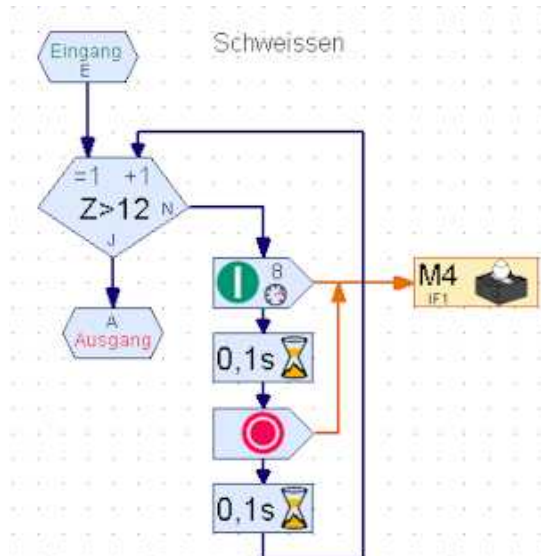 Schweissen
Eingang
E
=1 +1
Z>12 N
J
A
Ausgang
8
M4
IF1
0,1s
0,1s